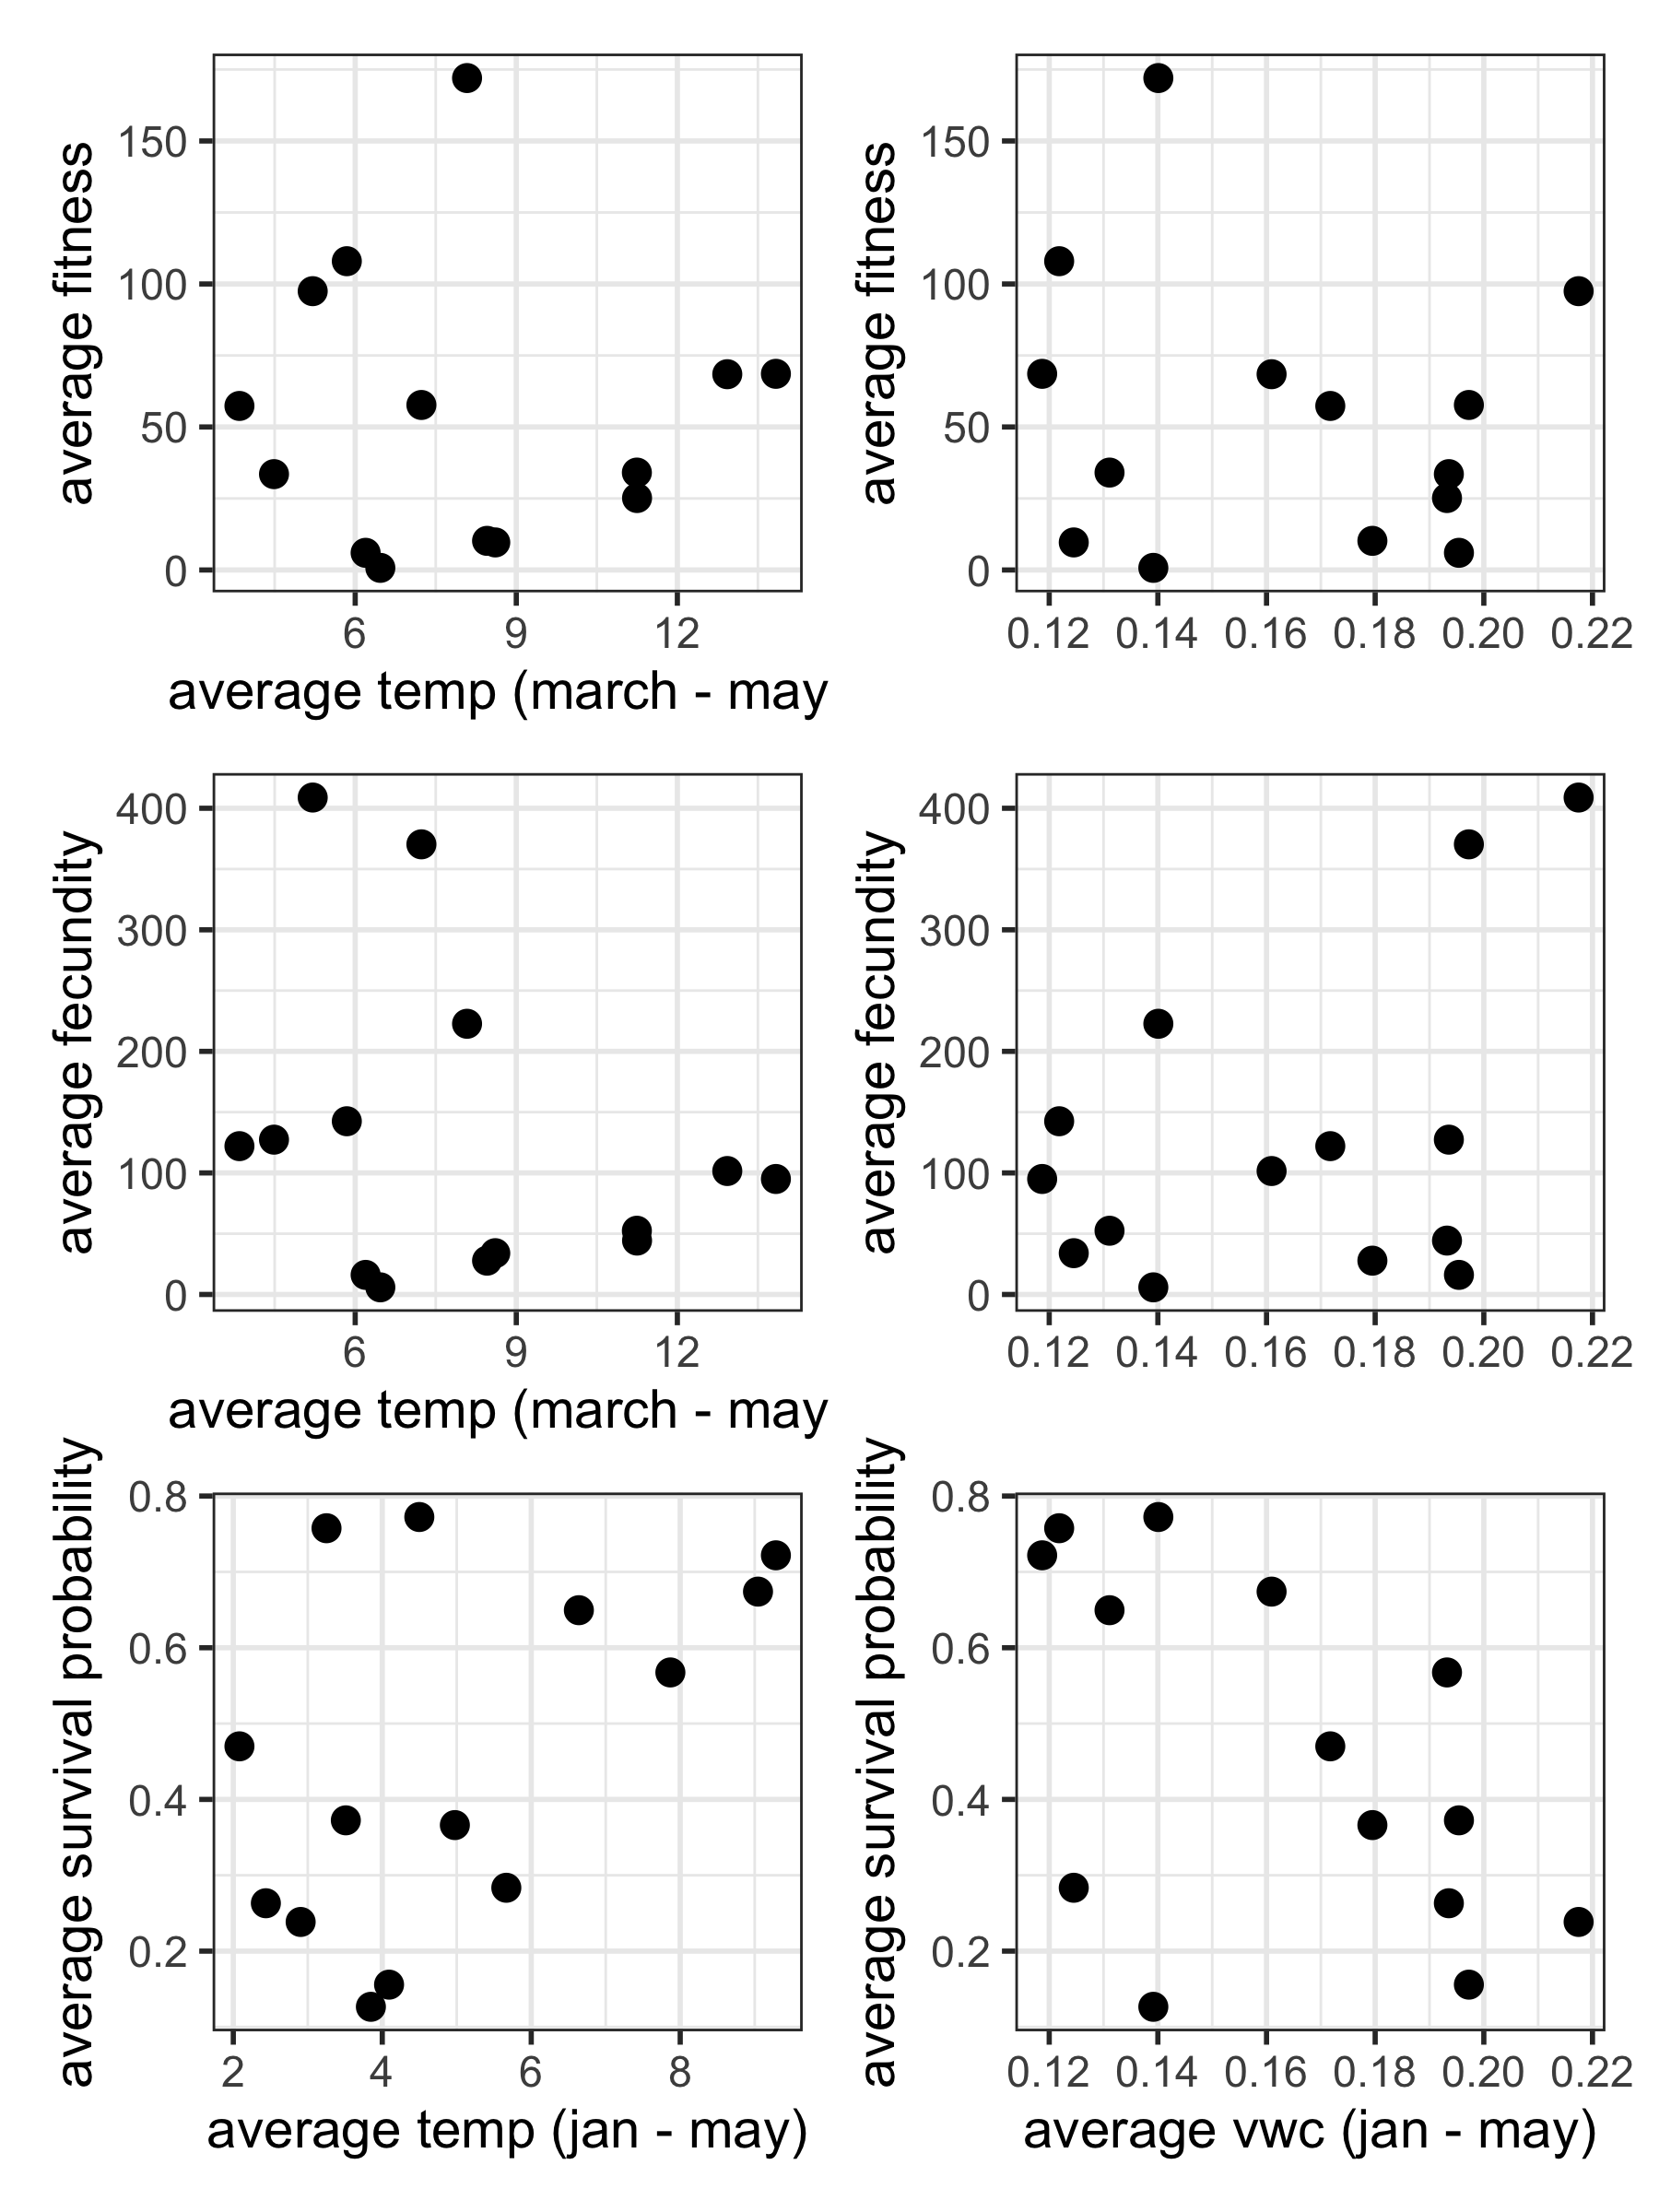 average fitness
150
100
50
0
6 9 12
average temp (march - may
average fitness
150
100
50
0
0.12 0.14 0.16 0.18 0.20 0.22
average fecundity
400
300
200
100
0
6 9 12
average temp (march - may
average fecundity
400
300
200
100
0
0.12 0.14 0.16 0.18 0.20 0.22
average survival probability
0.8
0.6
0.4
0.2
2 4 6 8
average temp (jan - may)
average survival probability
0.8
0.6
0.4
0.2
0.12 0.14 0.16 0.18 0.20 0.22
average vwc (jan - may)